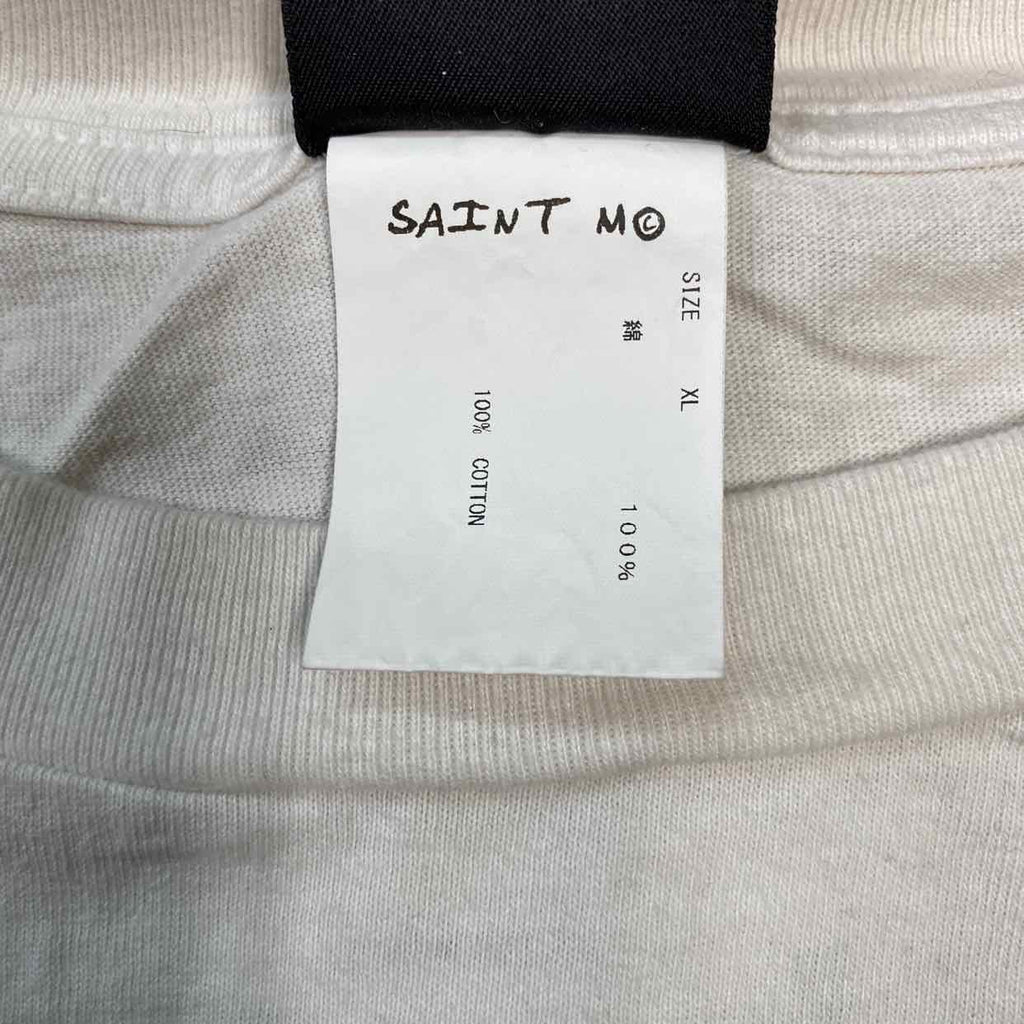 SAINT M©
SIZE XL
綿 100%
100% COTTON